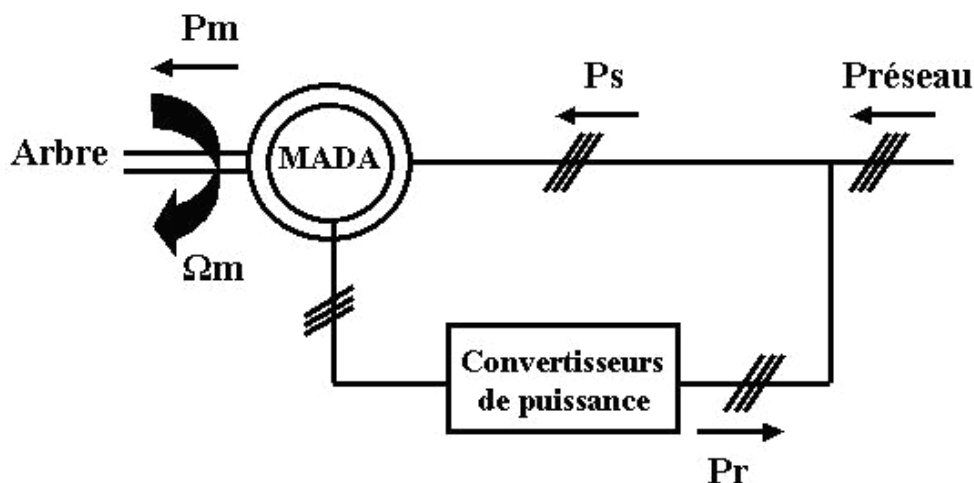 Pm
Ps
Préseau
Arbre
MADA
Ωm
Convertisseurs
de puissance
Pr